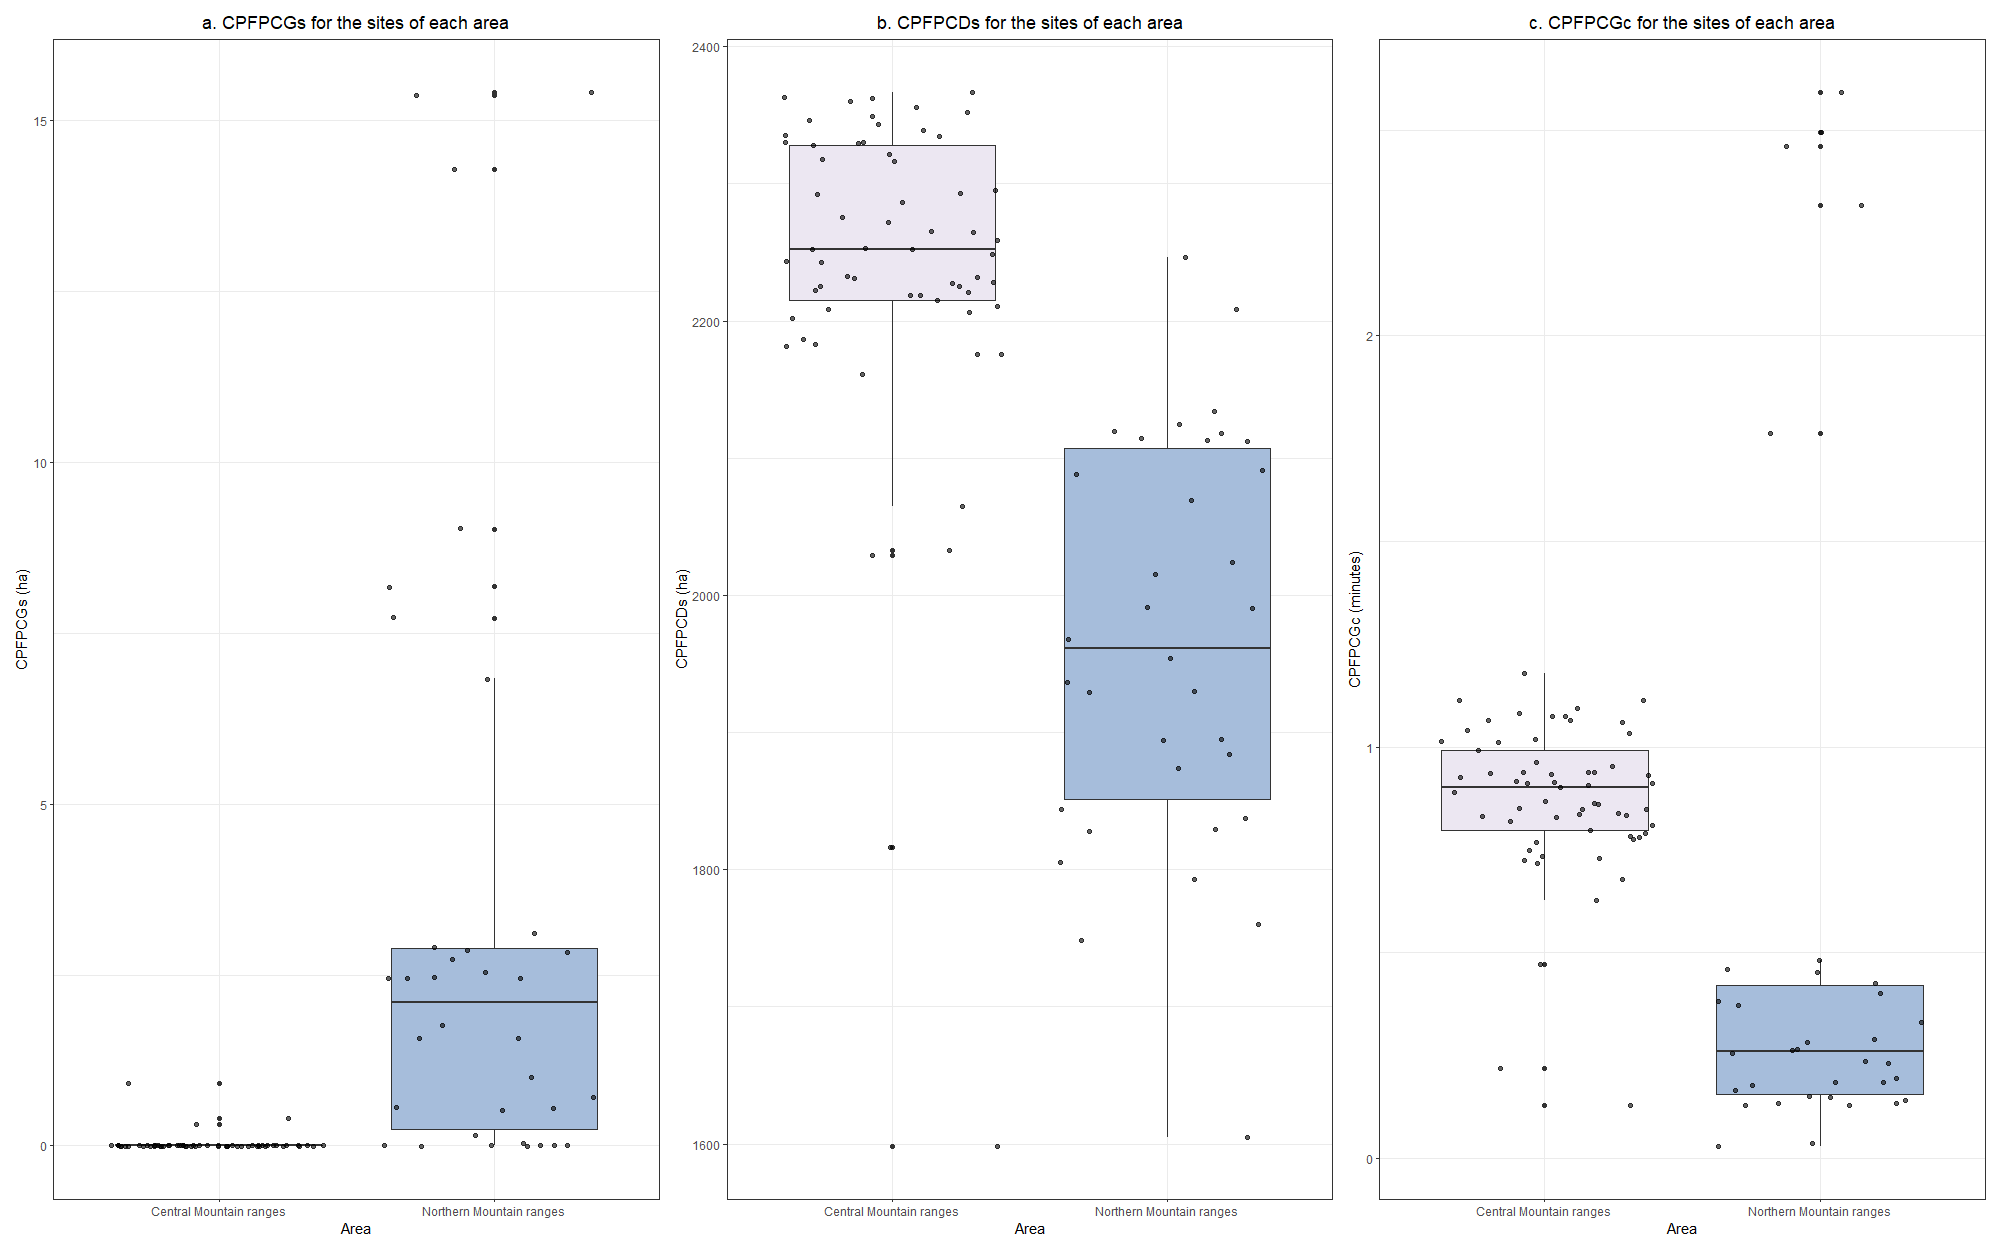 a. CPFPCGs for the sites of each area
CPFPCGs (ha)
15
10
5
0
Central Mountain ranges
Northern Mountain ranges
Area
b. CPFPCDs for the sites of each area
CPFPCDs (ha)
2400
2200
2000
1800
1600
Central Mountain ranges
Northern Mountain ranges
Area
c. CPFPCGc for the sites of each area
CPFPCGc (minutes)
2
1
0
Central Mountain ranges
Northern Mountain ranges
Area